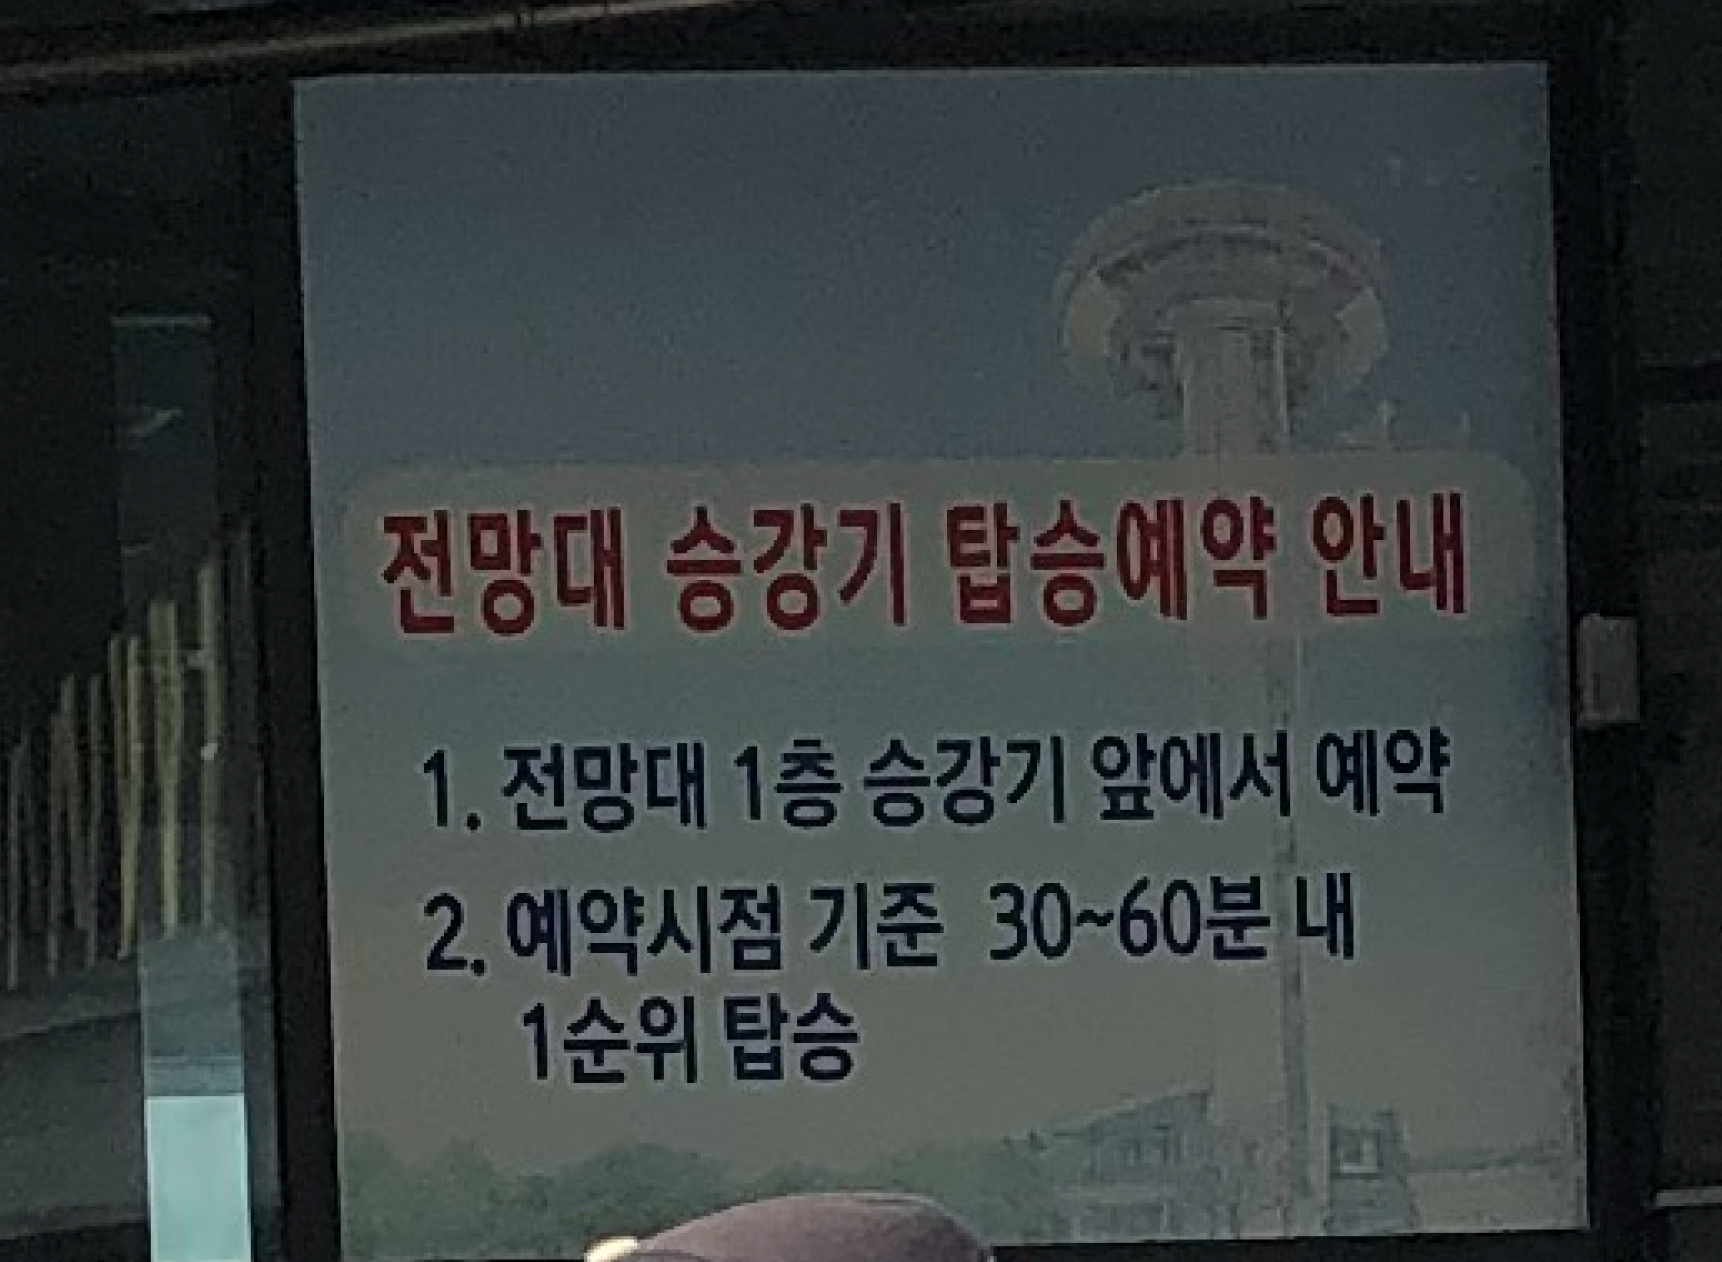 전망대 승강기 탑승예약 안내
1. 전망대 1층 승강기 앞에서 예약
2. 예약시점 기준 30~60분 내
1순위 탑승